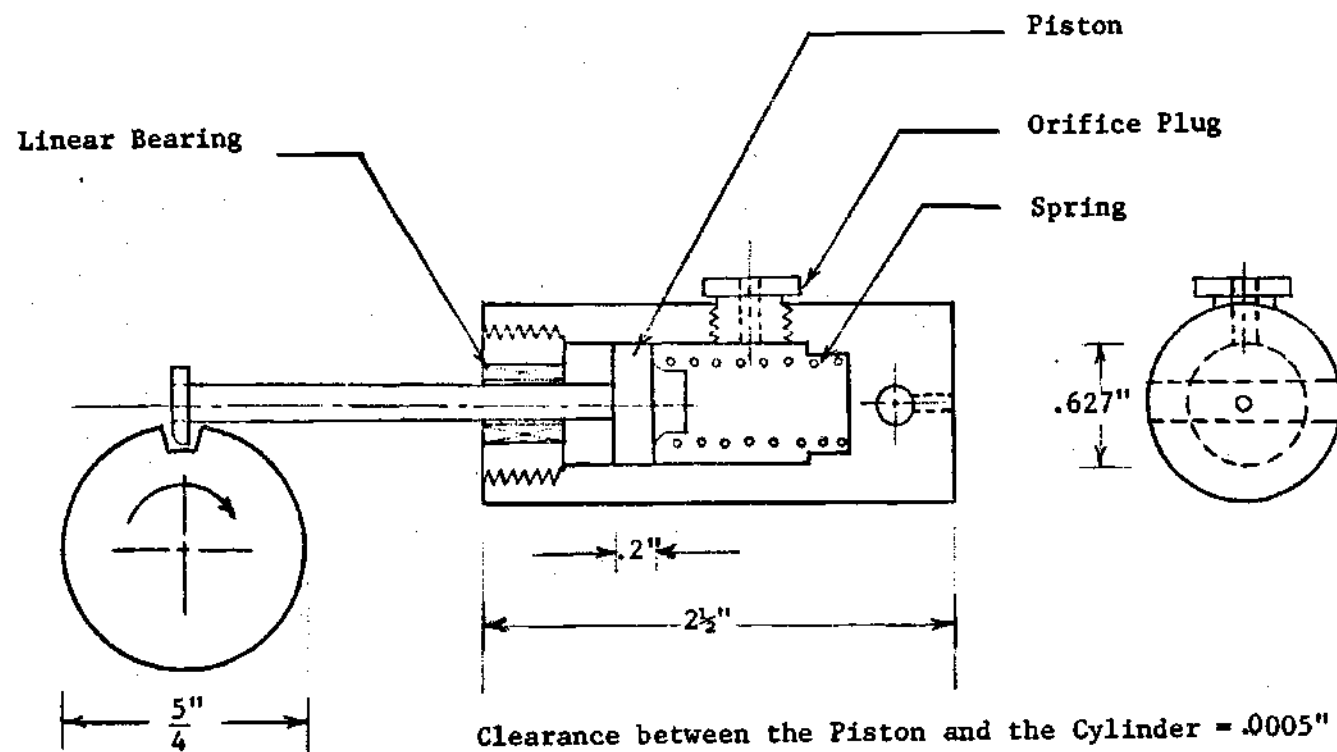 Piston
Orifice Plug
Linear Bearing
Spring
.627"
.2"
2½"
5"
4
Clearance between the Piston and the Cylinder = .0005"